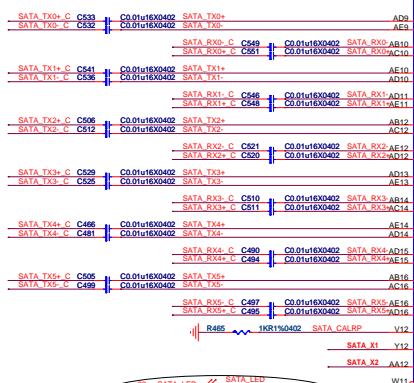 SATA_TX0+_C C533 C0.01u16X0402 SATA_TX0+ AD9
SATA_TX0-_C C532 C0.01u16X0402 SATA_TX0- AE9
SATA_RX0-_C C549 C0.01u16X0402 SATA_RX0- AB10
SATA_RX0+_C C551 C0.01u16X0402 SATA_RX0+ AC10
SATA_TX1+_C C541 C0.01u16X0402 SATA_TX1+ AE10
SATA_TX1-_C C536 C0.01u16X0402 SATA_TX1- AD10
SATA_RX1-_C C546 C0.01u16X0402 SATA_RX1- AD11
SATA_RX1+_C C548 C0.01u16X0402 SATA_RX1+ AE11
SATA_TX2+_C C506 C0.01u16X0402 SATA_TX2+ AB12
SATA_TX2-_C C512 C0.01u16X0402 SATA_TX2- AC12
SATA_RX2-_C C521 C0.01u16X0402 SATA_RX2- AE12
SATA_RX2+_C C520 C0.01u16X0402 SATA_RX2+ AD12
SATA_TX3+_C C529 C0.01u16X0402 SATA_TX3+ AD13
SATA_TX3-_C C525 C0.01u16X0402 SATA_TX3- AE13
SATA_RX3-_C C510 C0.01u16X0402 SATA_RX3- AB14
SATA_RX3+_C C511 C0.01u16X0402 SATA_RX3+ AC14
SATA_TX4+_C C466 C0.01u16X0402 SATA_TX4+ AE14
SATA_TX4-_C C481 C0.01u16X0402 SATA_TX4- AD14
SATA_RX4-_C C490 C0.01u16X0402 SATA_RX4- AD15
SATA_RX4+_C C494 C0.01u16X0402 SATA_RX4+ AE15
SATA_TX5+_C C505 C0.01u16X0402 SATA_TX5+ AB16
SATA_TX5-_C C499 C0.01u16X0402 SATA_TX5- AC16
SATA_RX5-_C C497 C0.01u16X0402 SATA_RX5- AE16
SATA_RX5+_C C495 C0.01u16X0402 SATA_RX5+ AD16
R465 1KR1%0402 SATA_CALRP V12
SATA_X1 Y12
SATA_X2 AA12
SATA_LED W11